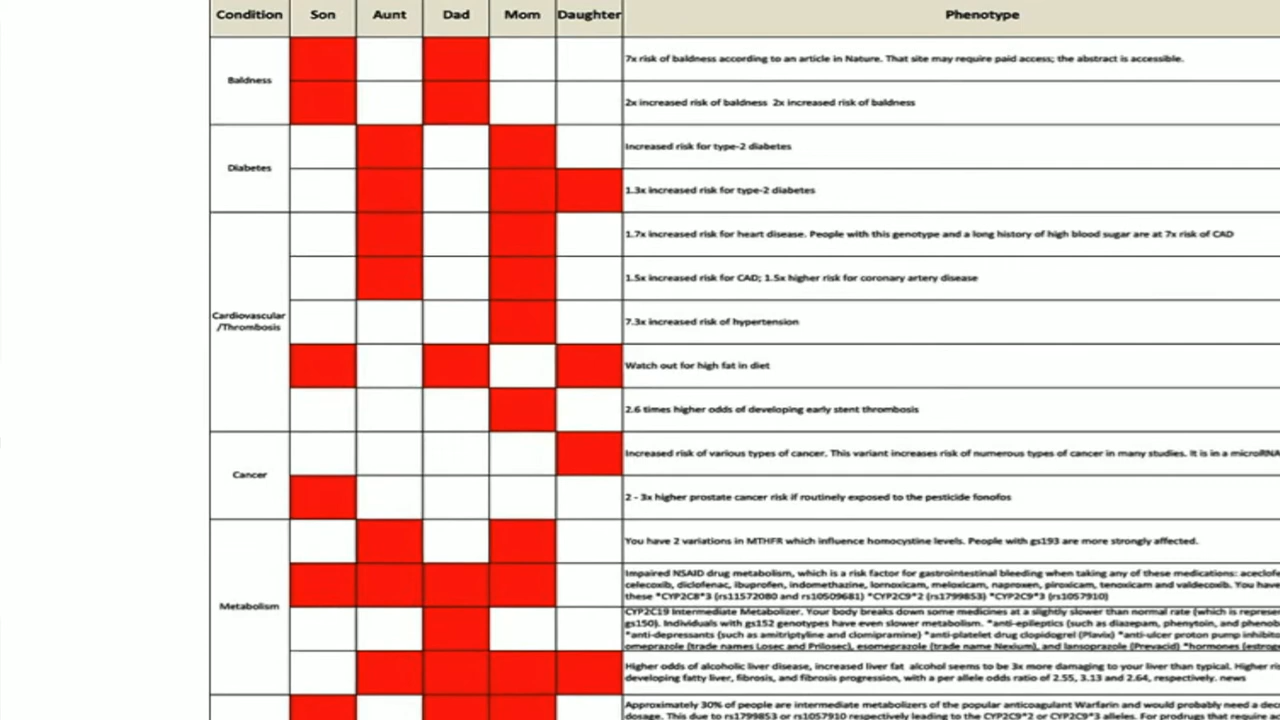 Condition Son Aunt Dad Mom Daughter Phenotype
Baldness
7x risk of baldness according to an article in Nature. That site may require paid access; the abstract is accessible.
2x increased risk of baldness 2x increased risk of baldness
Diabetes
Increased risk for type-2 diabetes
1.3x increased risk for type-2 diabetes
Cardiovascular
/Thrombosis
1.7x increased risk for heart disease. People with this genotype and a long history of high blood sugar are at 7x risk of CAD
1.5x increased risk for CAD; 1.5x higher risk for coronary artery disease
7.3x increased risk of hypertension
Watch out for high fat in diet
2.6 times higher odds of developing early stent thrombosis
Cancer
Increased risk of various types of cancer. This variant increases risk of numerous types of cancer in many studies. It is in a microRNA
2 - 3x higher prostate cancer risk if routinely exposed to the pesticide fonofos
Metabolism
You have 2 variations in MTHFR which influence homocystine levels. People with gs193 are more strongly affected.
Impaired NSAID drug metabolism, which is a risk factor for gastrointestinal bleeding when taking any of these medications: aceclofe
celecoxib, diclofenac, ibuprofen, indomethazine, lornoxicam, meloxicam, naproxen, piroxicam, tenoxicam and valdecoxib. You have
these *CYP2C8*3 (rs11572080 and rs10509681) *CYP2C9*2 (rs1799853) *CYP2C9*3 (rs1057910)
CYP2C19 Intermediate Metabolizer. Your body breaks down some medicines at a slightly slower than normal rate (which is represe
gs150). Individuals with gs152 genotypes have even slower metabolism. *anti-epileptics (such as diazepam, phenytoin, and phenob
*anti-depressants (such as amitriptyline and clomipramine) *anti-platelet drug clopidogrel (Plavix) *anti-ulcer proton pump inhibito
omeprazole (trade names Losec and Prilosec), esomeprazole (trade name Nexium), and lansoprazole (Prevacid) *hormones (estroge
Higher odds of alcoholic liver disease, increased liver fat alcohol seems to be 3x more damaging to your liver than typical. Higher ris
developing fatty liver, fibrosis, and fibrosis progression, with a per allele odds ratio of 2.55, 3.13 and 2.64, respectively. news
Approximately 30% of people are intermediate metabolizers of the popular anticoagulant Warfarin and would probably need a dec
dosage. This due to rs1799853 or rs1057910 respectively leading to the CYP2C9*2 or CYP2C9*3 alleles. For prodrugs that require